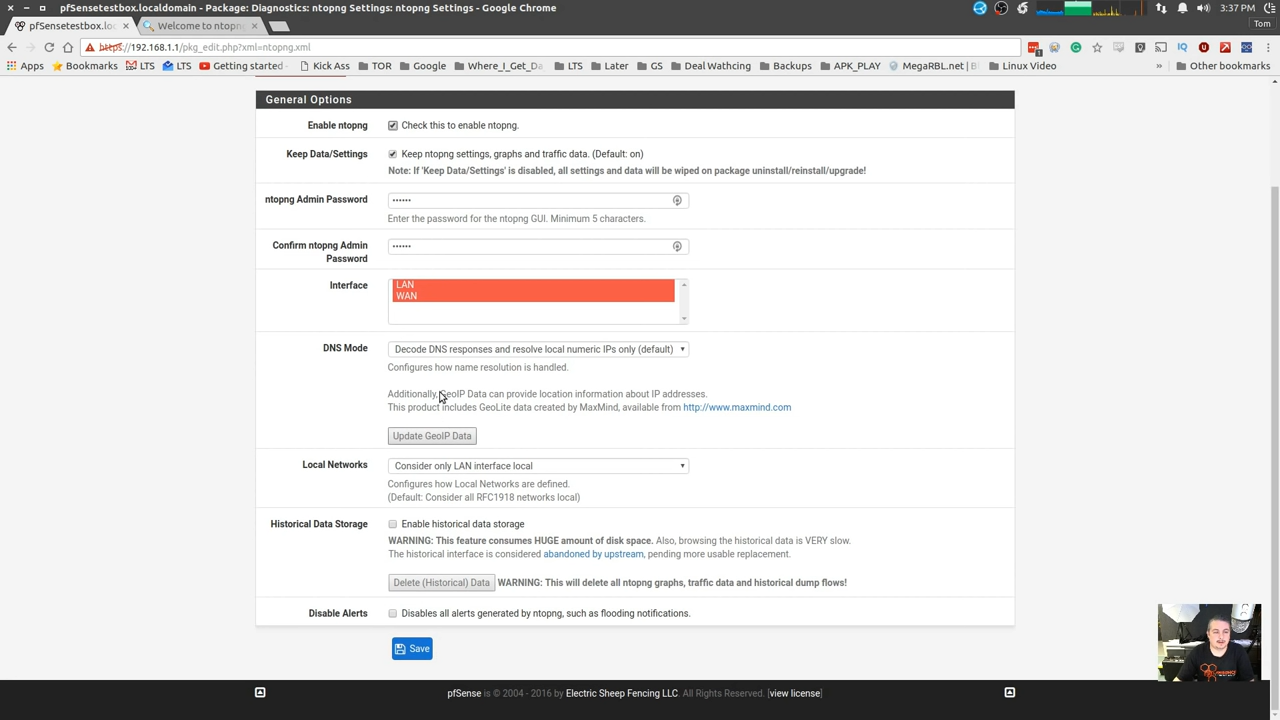 pfSensetestbox.localdomain - Package: Diagnostics: ntopng Settings: ntopng Settings - Google Chrome
3:37 PM
pfSensetestbox.loc
Welcome to ntopn
Tom
https://192.168.1.1/pkg_edit.php?xml=ntopng.xml
Apps
Bookmarks
LTS
LTS
Getting started
Kick Ass
TOR
Google
Where_I_Get_Da
LTS
Later
GS
Deal Wathcing
Backups
APK_PLAY
MegaRBL.net | Bl
Linux Video
»
Other bookmarks
General Options
Enable ntopng
Check this to enable ntopng.
Keep Data/Settings
Keep ntopng settings, graphs and traffic data. (Default: on)
Note: If 'Keep Data/Settings' is disabled, all settings and data will be wiped on package uninstall/reinstall/upgrade!
ntopng Admin Password
••••••
Enter the password for the ntopng GUI. Minimum 5 characters.
Confirm ntopng Admin
Password
••••••
Interface
LAN
WAN
DNS Mode
Decode DNS responses and resolve local numeric IPs only (default)
Configures how name resolution is handled.
Additionally, GeoIP Data can provide location information about IP addresses.
This product includes GeoLite data created by MaxMind, available from http://www.maxmind.com
Update GeoIP Data
Local Networks
Consider only LAN interface local
Configures how Local Networks are defined.
(Default: Consider all RFC1918 networks local)
Historical Data Storage
Enable historical data storage
WARNING: This feature consumes HUGE amount of disk space. Also, browsing the historical data is VERY slow.
The historical interface is considered abandoned by upstream, pending more usable replacement.
Delete (Historical) Data
WARNING: This will delete all ntopng graphs, traffic data and historical dump flows!
Disable Alerts
Disables all alerts generated by ntopng, such as flooding notifications.
Save
pfSense is © 2004 - 2016 by Electric Sheep Fencing LLC. All Rights Reserved. [view license]